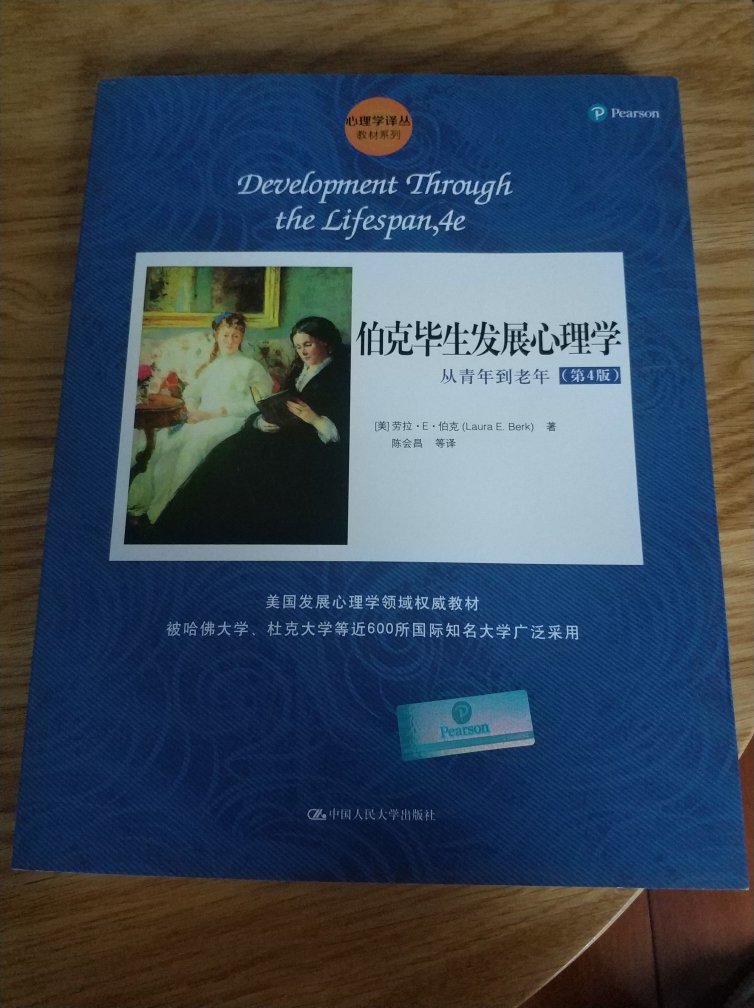 心理学译丛
教材系列
Pearson
Development Through
the Lifespan,4e
伯克毕生发展心理学
从青年到老年（第4版）
[美] 劳拉·E·伯克 (Laura E. Berk) 著
陈会昌 等译
美国发展心理学领域权威教材
被哈佛大学、杜克大学等近600所国际知名大学广泛采用
Pearson
中国人民大学出版社